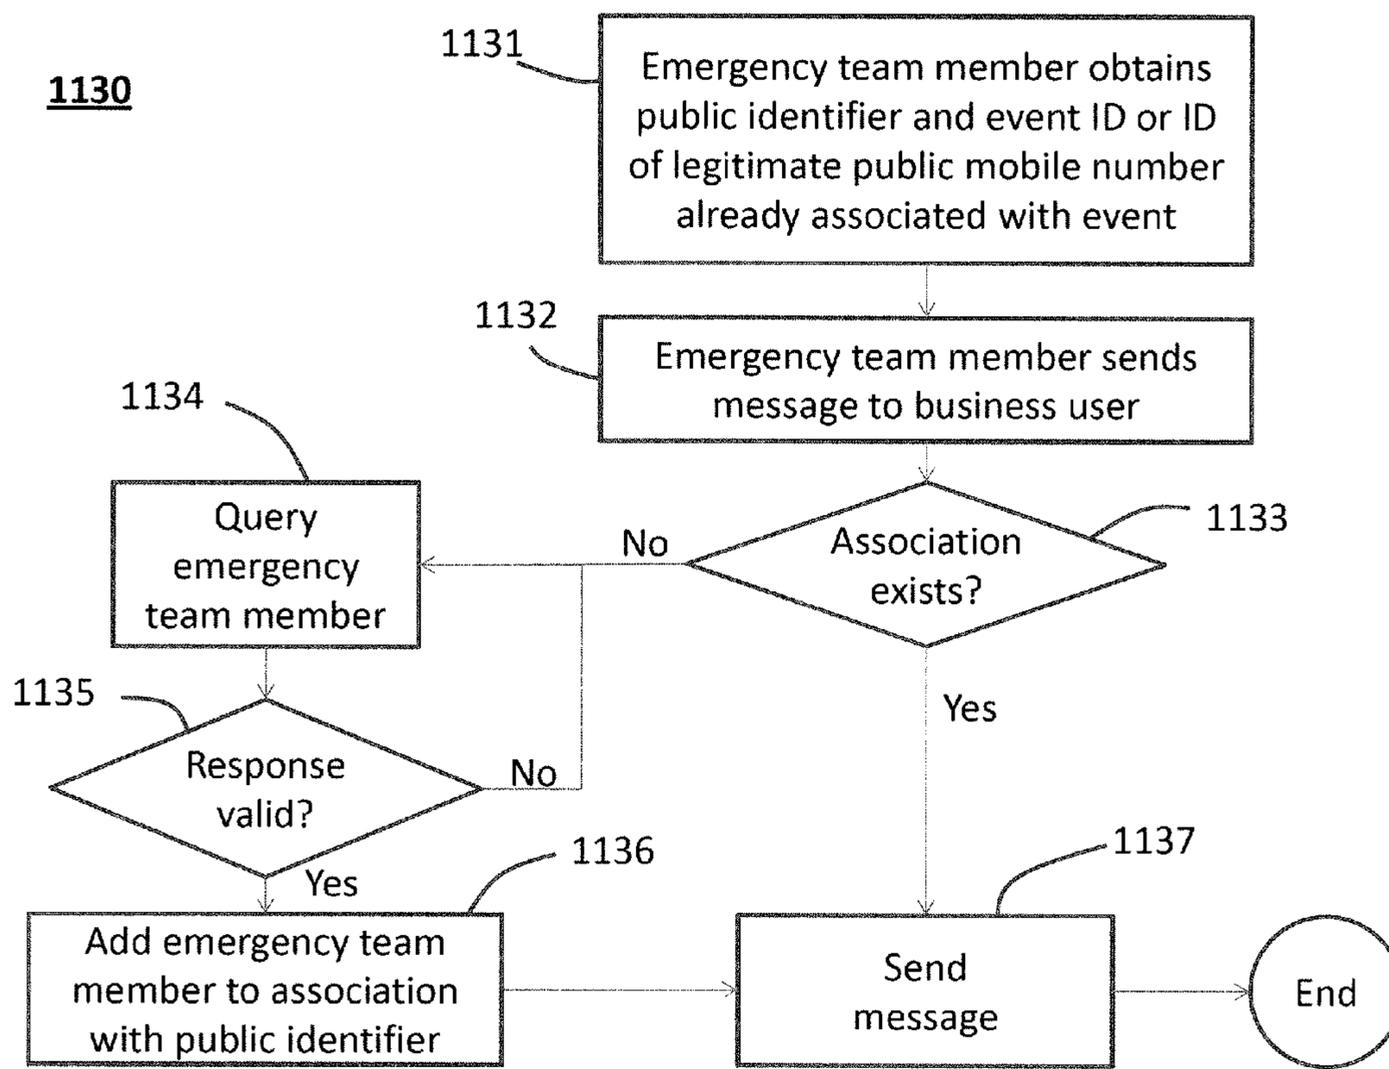 1130
1131
Emergency team member obtains
public identifier and event ID or ID
of legitimate public mobile number
already associated with event
1132
Emergency team member sends
message to business user
1133
Association
exists?
No
Yes
1134
Query
emergency
team member
1135
Response
valid?
No
Yes
1136
Add emergency team
member to association
with public identifier
1137
Send
message
End